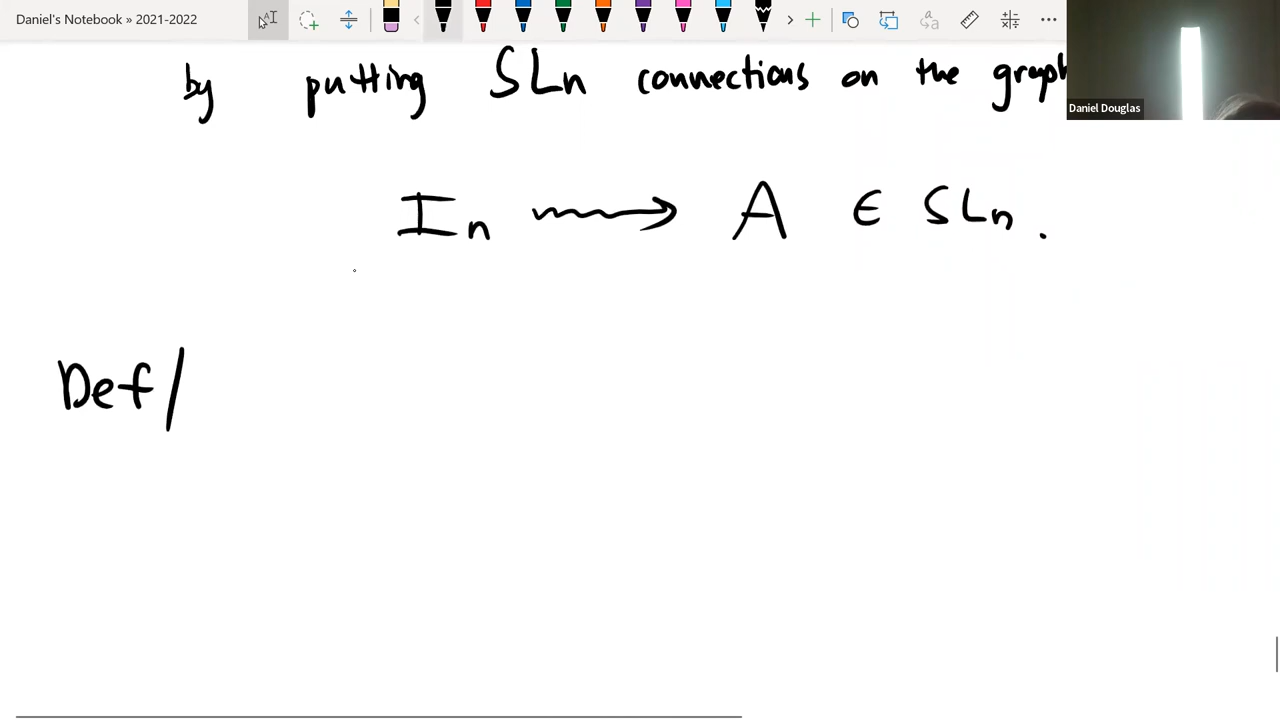 Daniel's Notebook » 2021-2022
Daniel Douglas
by putting SLn connections on the graph
In ⟿ A ∈ SLn.
Def/